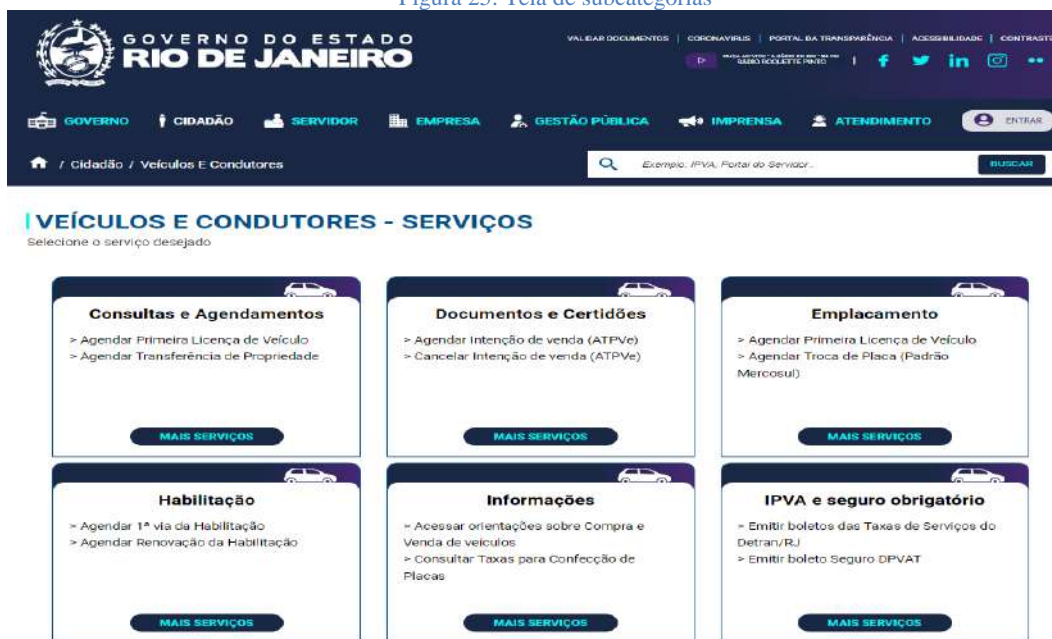 Figura 25: Tela de subcategorias
GOVERNO DO ESTADO
RIO DE JANEIRO
VALIDAR DOCUMENTOS | CORONAVIRUS | PORTAL DA TRANSPARÊNCIA | ACESSIBILIDADE | CONTRASTE
RÁDIO ROQUETTE PINTO
GOVERNO CIDADÃO SERVIDOR EMPRESA GESTÃO PÚBLICA IMPRENSA ATENDIMENTO ENTRAR
/ Cidadão / Veículos E Condutores
Exemplo: IPVA, Portal do Servidor... BUSCAR
VEÍCULOS E CONDUTORES - SERVIÇOS
Selecione o serviço desejado
Consultas e Agendamentos
> Agendar Primeira Licença de Veículo
> Agendar Transferência de Propriedade
MAIS SERVIÇOS
Documentos e Certidões
> Agendar Intenção de venda (ATPVe)
> Cancelar Intenção de venda (ATPVe)
MAIS SERVIÇOS
Emplacamento
> Agendar Primeira Licença de Veículo
> Agendar Troca de Placa (Padrão
Mercosul)
MAIS SERVIÇOS
Habilitação
> Agendar 1ª via da Habilitação
> Agendar Renovação da Habilitação
MAIS SERVIÇOS
Informações
> Acessar orientações sobre Compra e
Venda de veículos
> Consultar Taxas para Confecção de
Placas
MAIS SERVIÇOS
IPVA e seguro obrigatório
> Emitir boletos das Taxas de Serviços do
Detran/RJ
> Emitir boleto Seguro DPVAT
MAIS SERVIÇOS